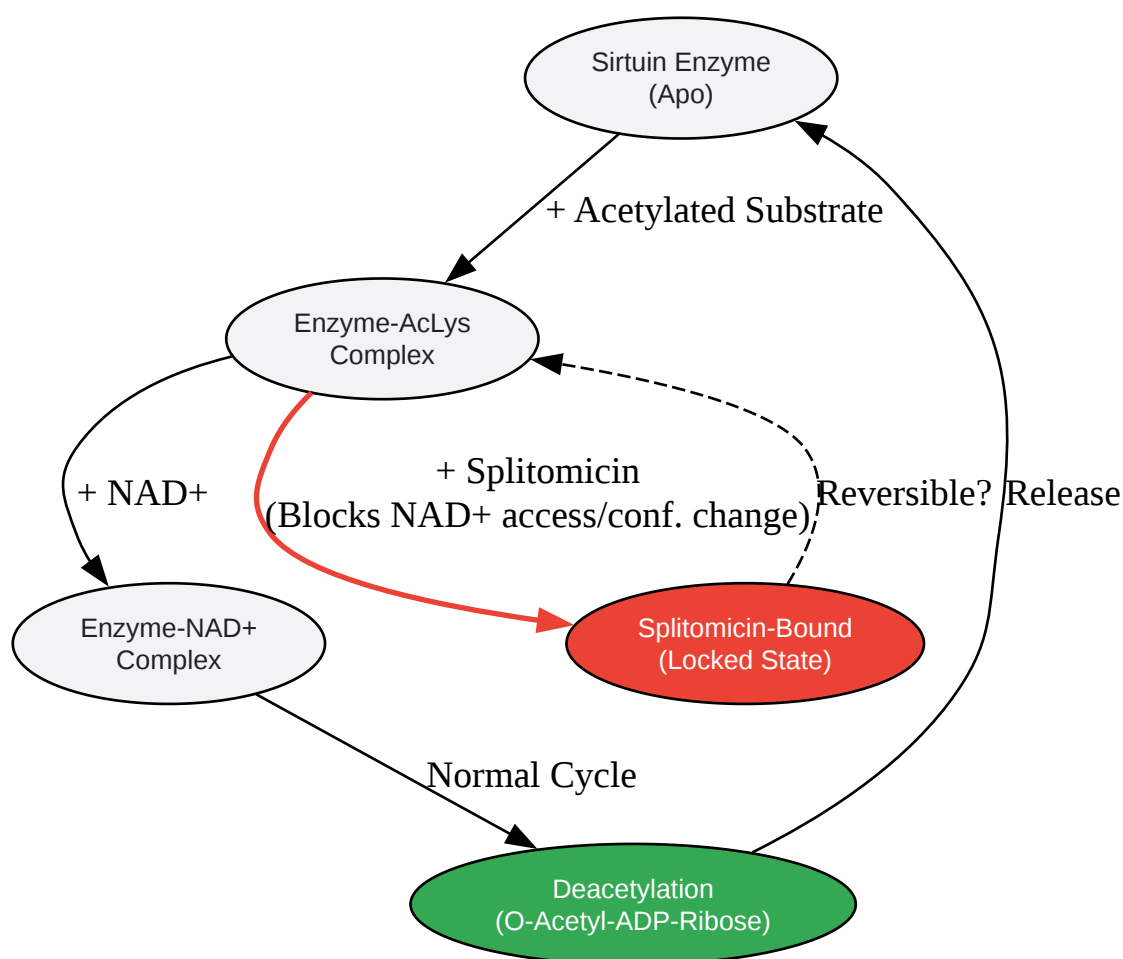 Sirtuin Enzyme
(Apo)
+ Acetylated Substrate
Enzyme-AcLys
Complex
+ NAD+
+ Splitomicin
(Blocks NAD+ access/conf. change)
Reversible?
Release
Enzyme-NAD+
Complex
Splitomicin-Bound
(Locked State)
Normal Cycle
Deacetylation
(O-Acetyl-ADP-Ribose)